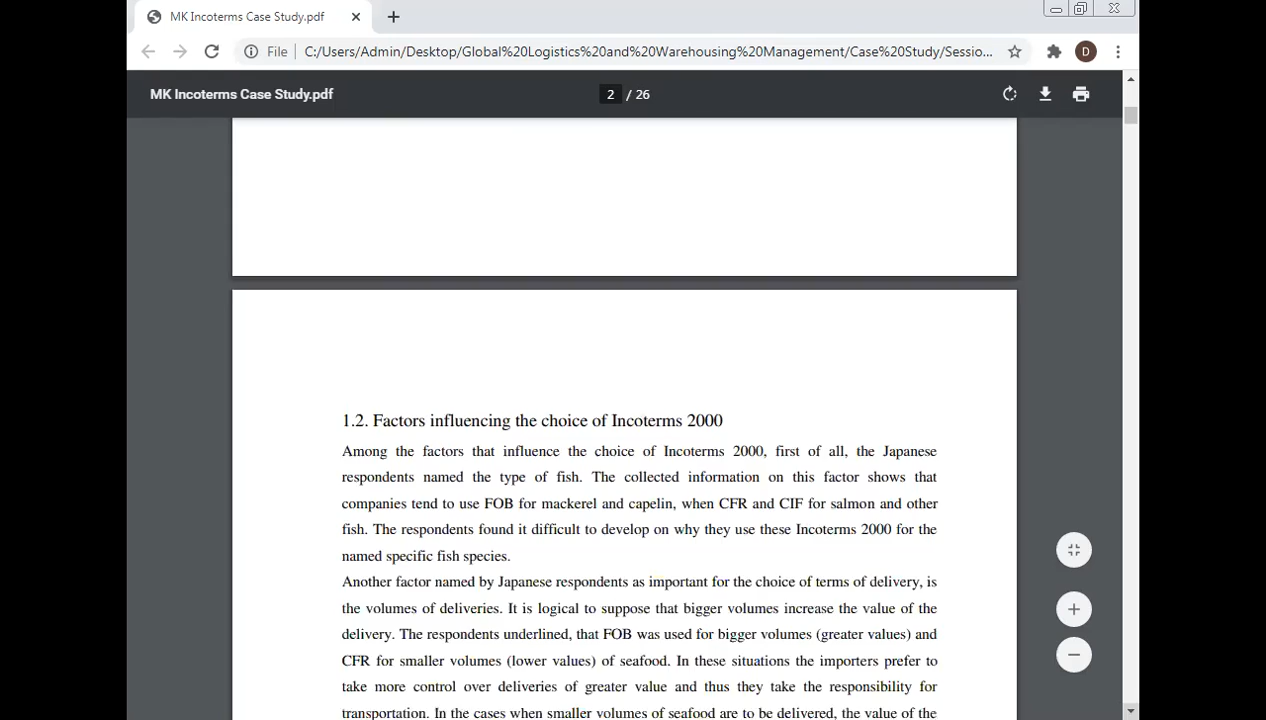 MK Incoterms Case Study.pdf
File C:/Users/Admin/Desktop/Global%20Logistics%20and%20Warehousing%20Management/Case%20Study/Sessio... D
MK Incoterms Case Study.pdf 2 / 26
1.2. Factors influencing the choice of Incoterms 2000
Among the factors that influence the choice of Incoterms 2000, first of all, the Japanese
respondents named the type of fish. The collected information on this factor shows that
companies tend to use FOB for mackerel and capelin, when CFR and CIF for salmon and other
fish. The respondents found it difficult to develop on why they use these Incoterms 2000 for the
named specific fish species.
Another factor named by Japanese respondents as important for the choice of terms of delivery, is
the volumes of deliveries. It is logical to suppose that bigger volumes increase the value of the
delivery. The respondents underlined, that FOB was used for bigger volumes (greater values) and
CFR for smaller volumes (lower values) of seafood. In these situations the importers prefer to
take more control over deliveries of greater value and thus they take the responsibility for
transportation. In the cases when smaller volumes of seafood are to be delivered, the value of the